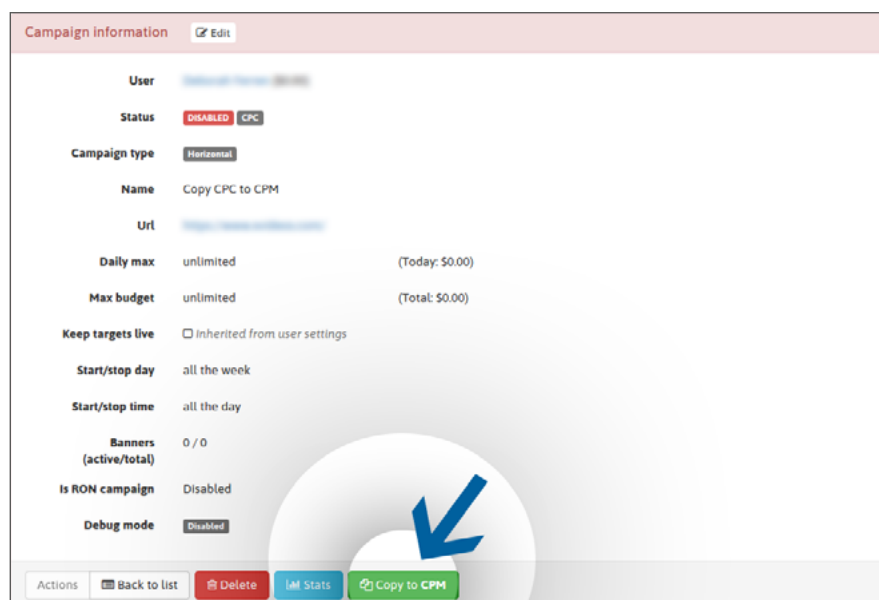 Campaign information Edit
User
Status DISABLED CPC
Campaign type Horizontal
Name Copy CPC to CPM
Url
Daily max unlimited (Today: $0.00)
Max budget unlimited (Total: $0.00)
Keep targets live Inherited from user settings
Start/stop day all the week
Start/stop time all the day
Banners 0 / 0
(active/total)
Is RON campaign Disabled
Debug mode Disabled
Actions Back to list Delete Stats Copy to CPM